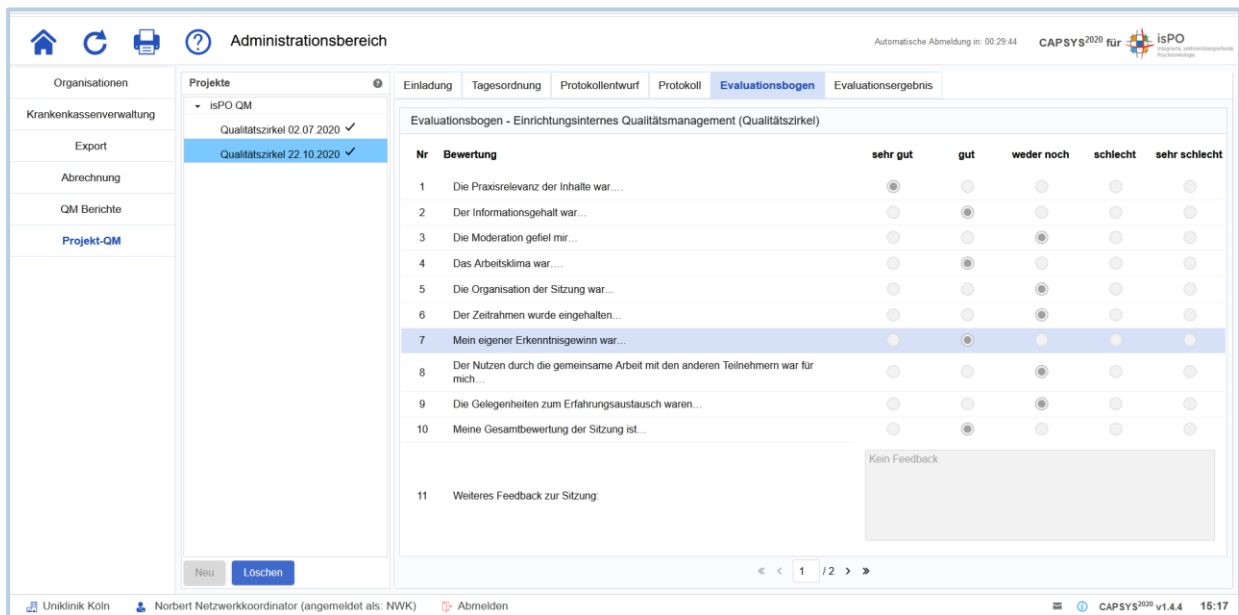 Administrationsbereich
Automatische Abmeldung in: 00:29:44
CAPSYS2020 für
isPO
Integrierte, sektorenübergreifende
Psychoonkologie
Organisationen
Krankenkassenverwaltung
Export
Abrechnung
QM Berichte
Projekt-QM
Projekte
isPO QM
Qualitätszirkel 02.07.2020
Qualitätszirkel 22.10.2020
Neu
Löschen
Einladung Tagesordnung Protokollentwurf Protokoll Evaluationsbogen Evaluationsergebnis
Evaluationsbogen - Einrichtungsinternes Qualitätsmanagement (Qualitätszirkel)
Nr Bewertung sehr gut gut weder noch schlecht sehr schlecht
1 Die Praxisrelevanz der Inhalte war....
2 Der Informationsgehalt war...
3 Die Moderation gefiel mir...
4 Das Arbeitsklima war....
5 Die Organisation der Sitzung war...
6 Der Zeitrahmen wurde eingehalten...
7 Mein eigener Erkenntnisgewinn war...
8 Der Nutzen durch die gemeinsame Arbeit mit den anderen Teilnehmern war für
mich...
9 Die Gelegenheiten zum Erfahrungsaustausch waren...
10 Meine Gesamtbewertung der Sitzung ist...
11 Weiteres Feedback zur Sitzung:
Kein Feedback
« < 1 / 2 > »
Uniklinik Köln Norbert Netzwerkkoordinator (angemeldet als: NWK) Abmelden CAPSYS2020 v1.4.4 15:17